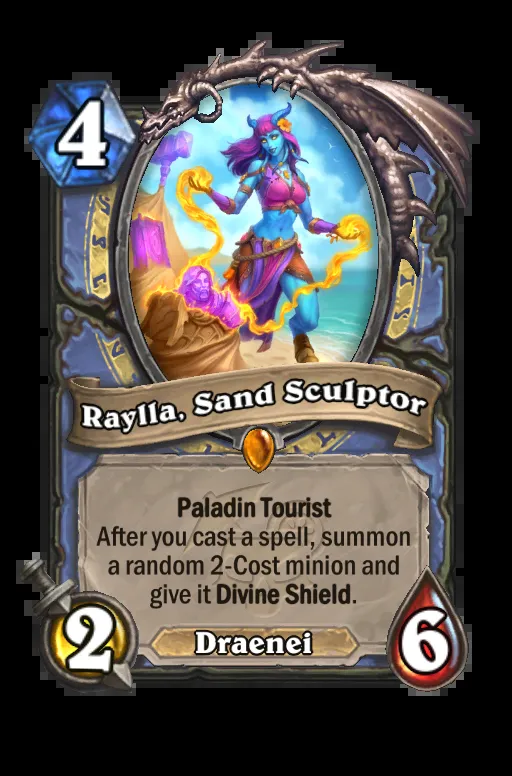 4
Raylla, Sand Sculptor
Paladin Tourist
After you cast a spell, summon
a random 2-Cost minion and
give it Divine Shield.
2
Draenei
6